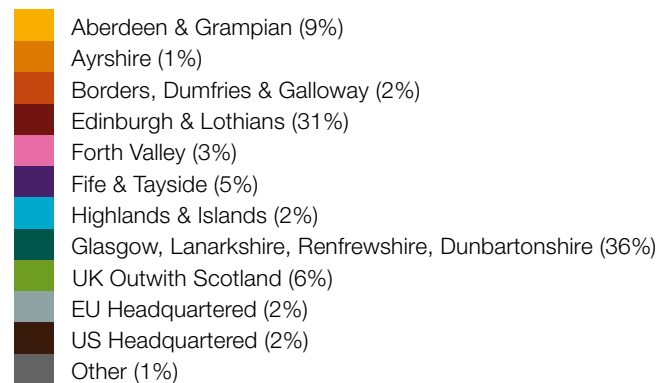 Aberdeen & Grampian (9%)
Ayrshire (1%)
Borders, Dumfries & Galloway (2%)
Edinburgh & Lothians (31%)
Forth Valley (3%)
Fife & Tayside (5%)
Highlands & Islands (2%)
Glasgow, Lanarkshire, Renfrewshire, Dunbartonshire (36%)
UK Outwith Scotland (6%)
EU Headquartered (2%)
US Headquartered (2%)
Other (1%)